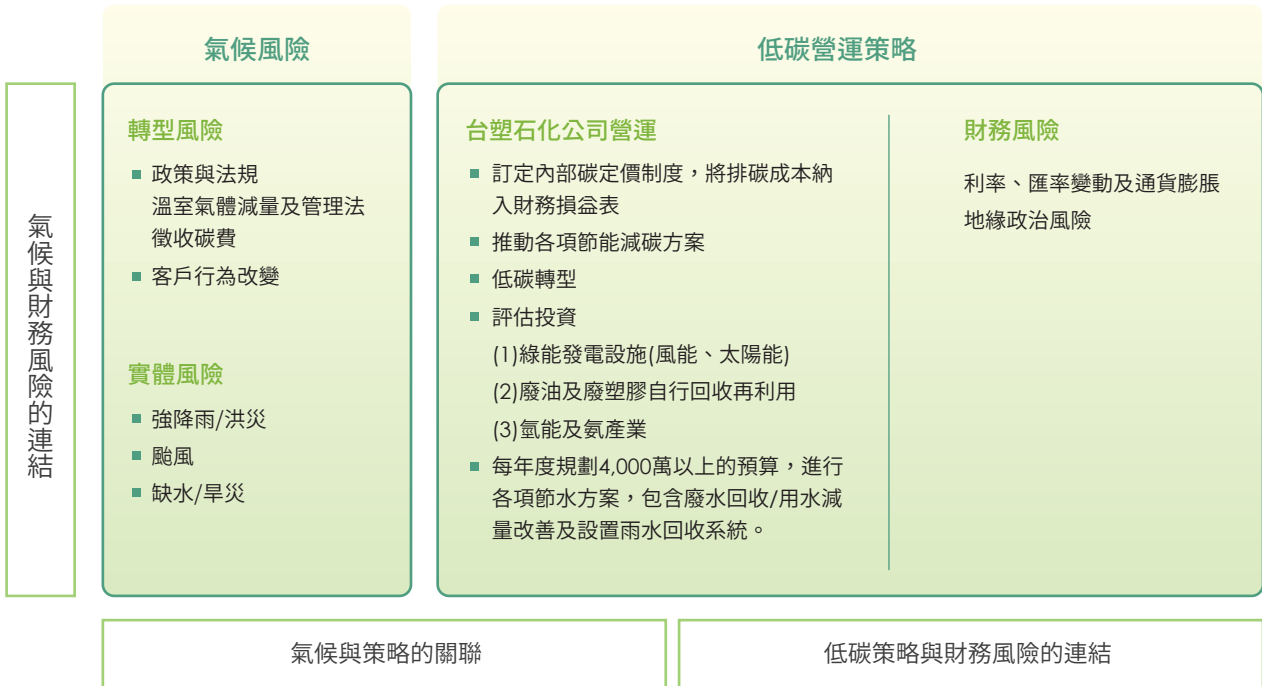 氣候風險
低碳營運策略
氣候與財務風險的連結
轉型風險
政策與法規
溫室氣體減量及管理法
徵收碳費
客戶行為改變
實體風險
強降雨/洪災
颱風
缺水/旱災
台塑石化公司營運
訂定內部碳定價制度，將排碳成本納
入財務損益表
推動各項節能減碳方案
低碳轉型
評估投資
(1)綠能發電設施(風能、太陽能)
(2)廢油及廢塑膠自行回收再利用
(3)氫能及氨產業
每年度規劃4,000萬以上的預算，進行
各項節水方案，包含廢水回收/用水減
量改善及設置雨水回收系統。
財務風險
利率、匯率變動及通貨膨脹
地緣政治風險
氣候與策略的關聯
低碳策略與財務風險的連結